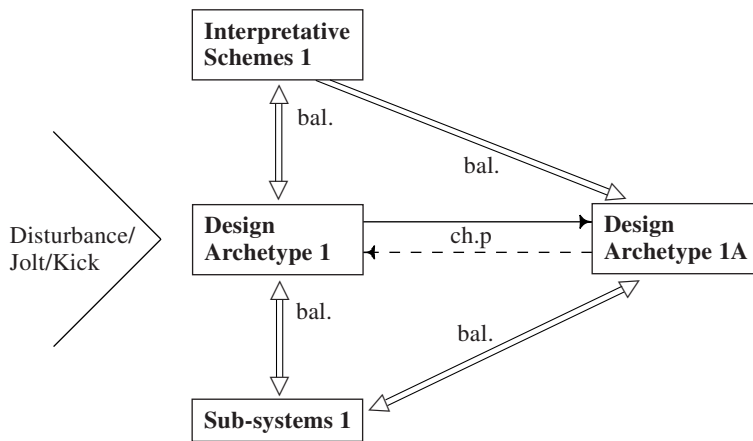 Interpretative
Schemes 1
bal.
bal.
Disturbance/
Jolt/Kick
Design
Archetype 1
ch.p
Design
Archetype 1A
bal.
bal.
Sub-systems 1